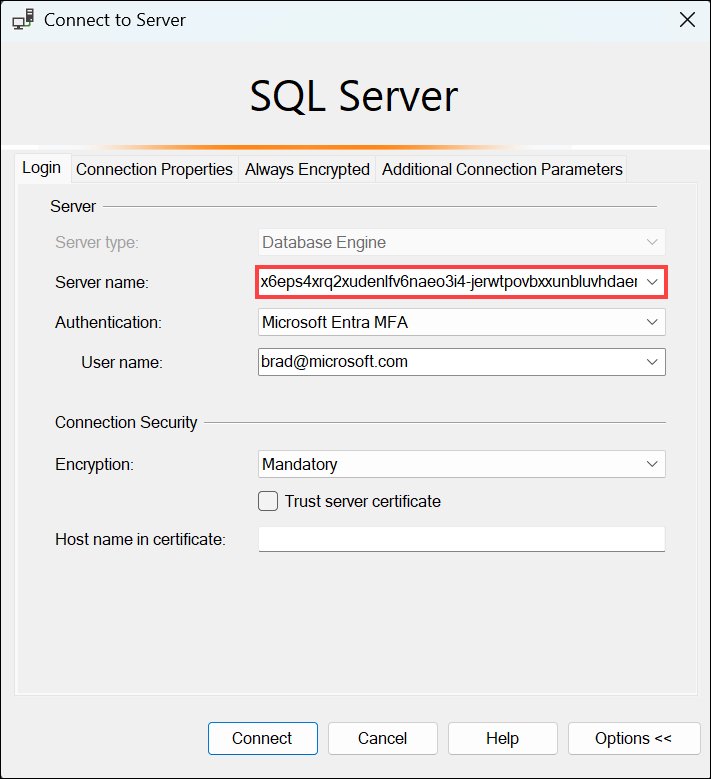 Connect to Server
SQL Server
Login Connection Properties Always Encrypted Additional Connection Parameters
Server
Server type: Database Engine
Server name: x6eps4xrq2xudenlfv6naeo3i4-jerwtpovbxxunbluvhdaer
Authentication: Microsoft Entra MFA
User name: brad@microsoft.com
Connection Security
Encryption: Mandatory
Trust server certificate
Host name in certificate:
Connect Cancel Help Options <<